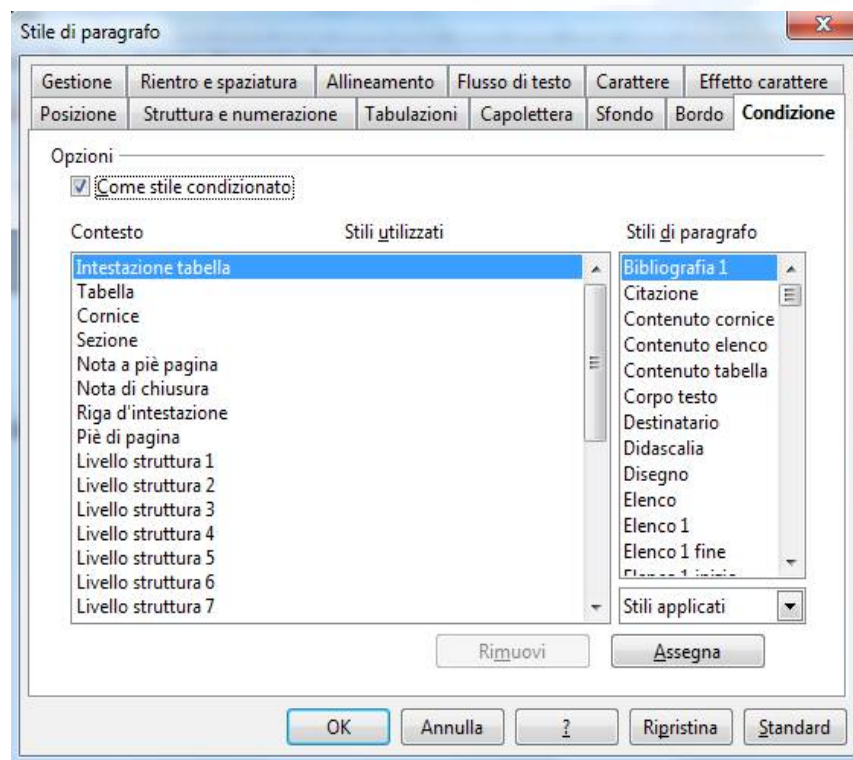 Stile di paragrafo
Gestione Rientro e spaziatura Allineamento Flusso di testo Carattere Effetto carattere
Posizione Struttura e numerazione Tabulazioni Capolettera Sfondo Bordo Condizione
Opzioni
Come stile condizionato
Contesto Stili utilizzati Stili di paragrafo
Intestazione tabella
Tabella
Cornice
Sezione
Nota a piè pagina
Nota di chiusura
Riga d'intestazione
Piè di pagina
Livello struttura 1
Livello struttura 2
Livello struttura 3
Livello struttura 4
Livello struttura 5
Livello struttura 6
Livello struttura 7
Bibliografia 1
Citazione
Contenuto cornice
Contenuto elenco
Contenuto tabella
Corpo testo
Destinatario
Didascalia
Disegno
Elenco
Elenco 1
Elenco 1 fine
Elenco 1 inizio
Stili applicati
Rimuovi Assegna
OK Annulla ? Ripristina Standard